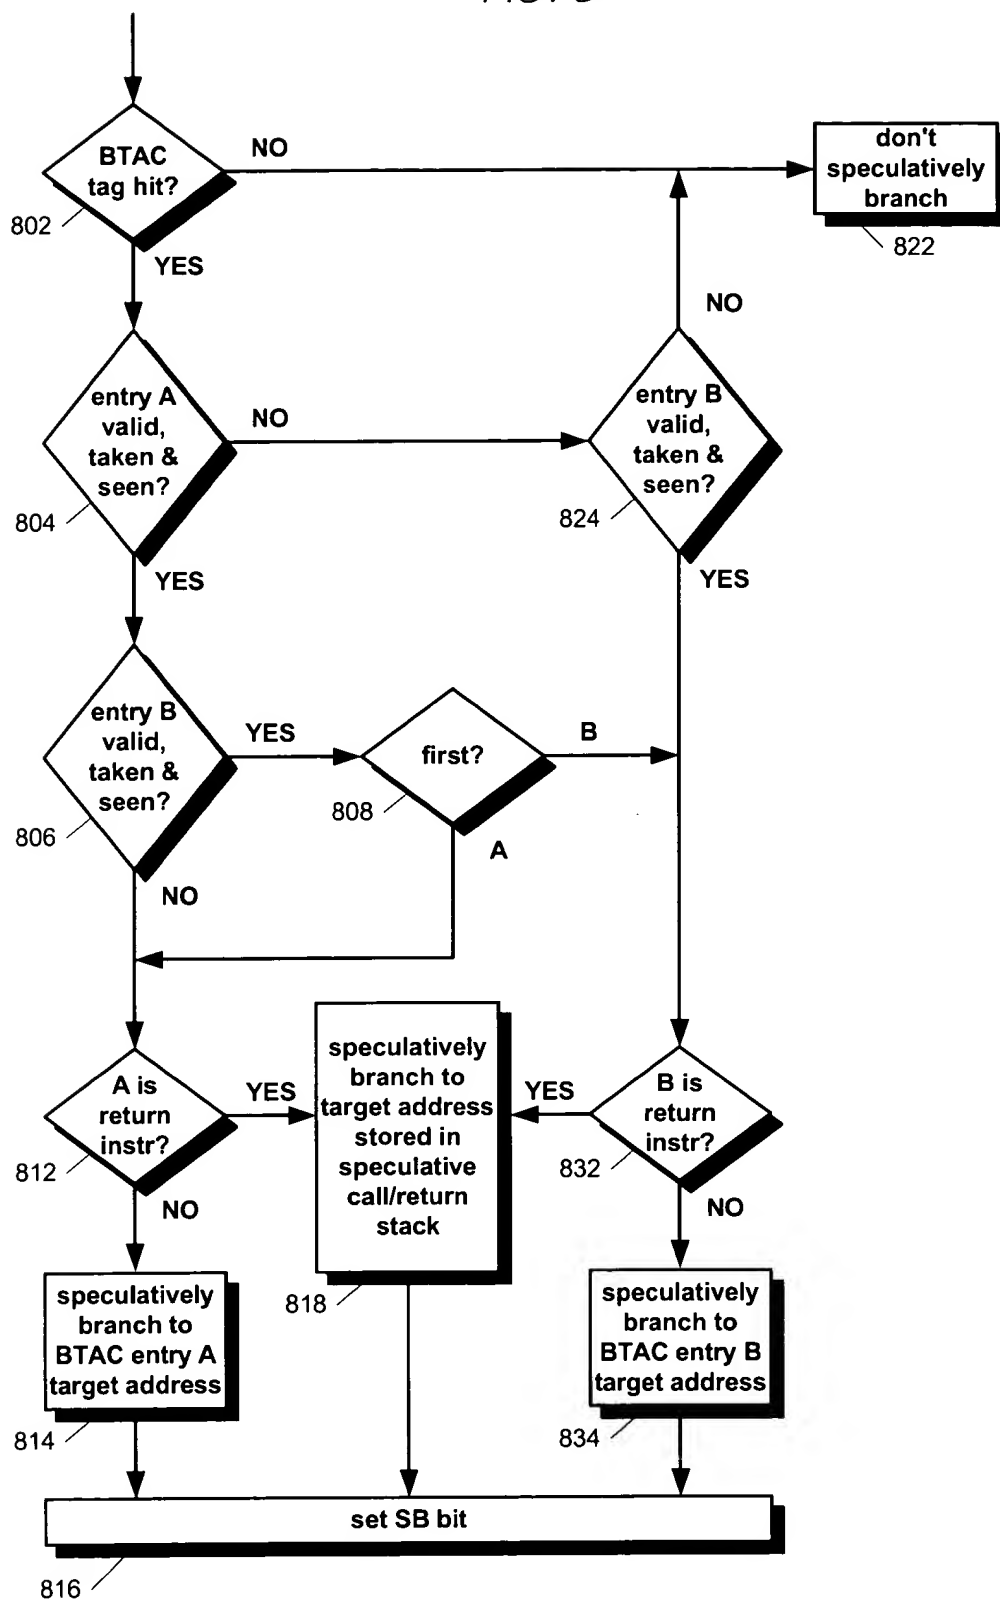 BTAC
tag hit?
802
NO
YES
don't
speculatively
branch
822
entry A
valid,
taken &
seen?
804
NO
YES
entry B
valid,
taken &
seen?
824
NO
YES
entry B
valid,
taken &
seen?
806
YES
NO
first?
808
B
A
A is
return
instr?
812
YES
NO
speculatively
branch to
target address
stored in
speculative
call/return
stack
818
B is
return
instr?
832
YES
NO
speculatively
branch to
BTAC entry A
target address
814
speculatively
branch to
BTAC entry B
target address
834
set SB bit
816